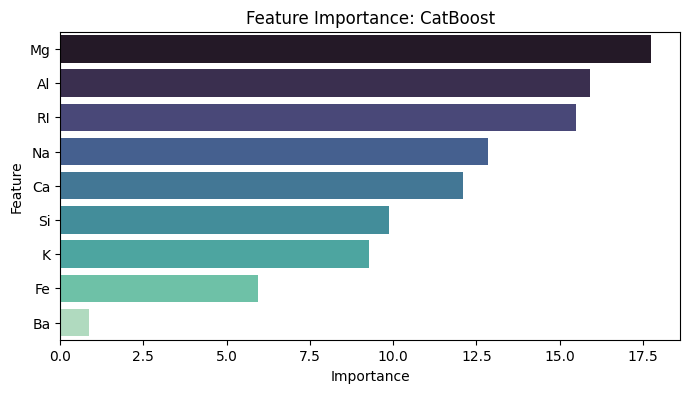 Feature Importance: CatBoost
Feature
Mg
Al
RI
Na
Ca
Si
K
Fe
Ba
0.0 2.5 5.0 7.5 10.0 12.5 15.0 17.5
Importance